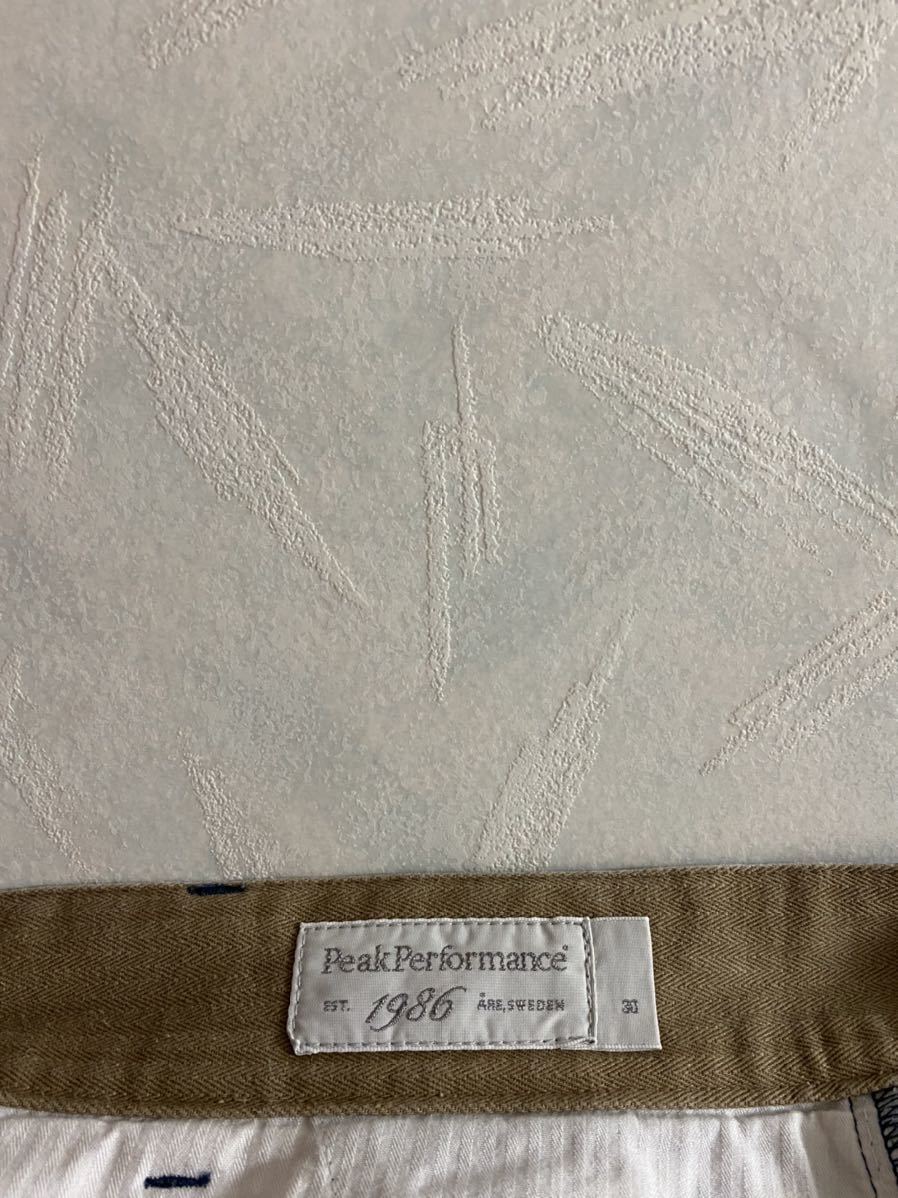 PeakPerformance®
EST. 1986 ÅRE, SWEDEN
30